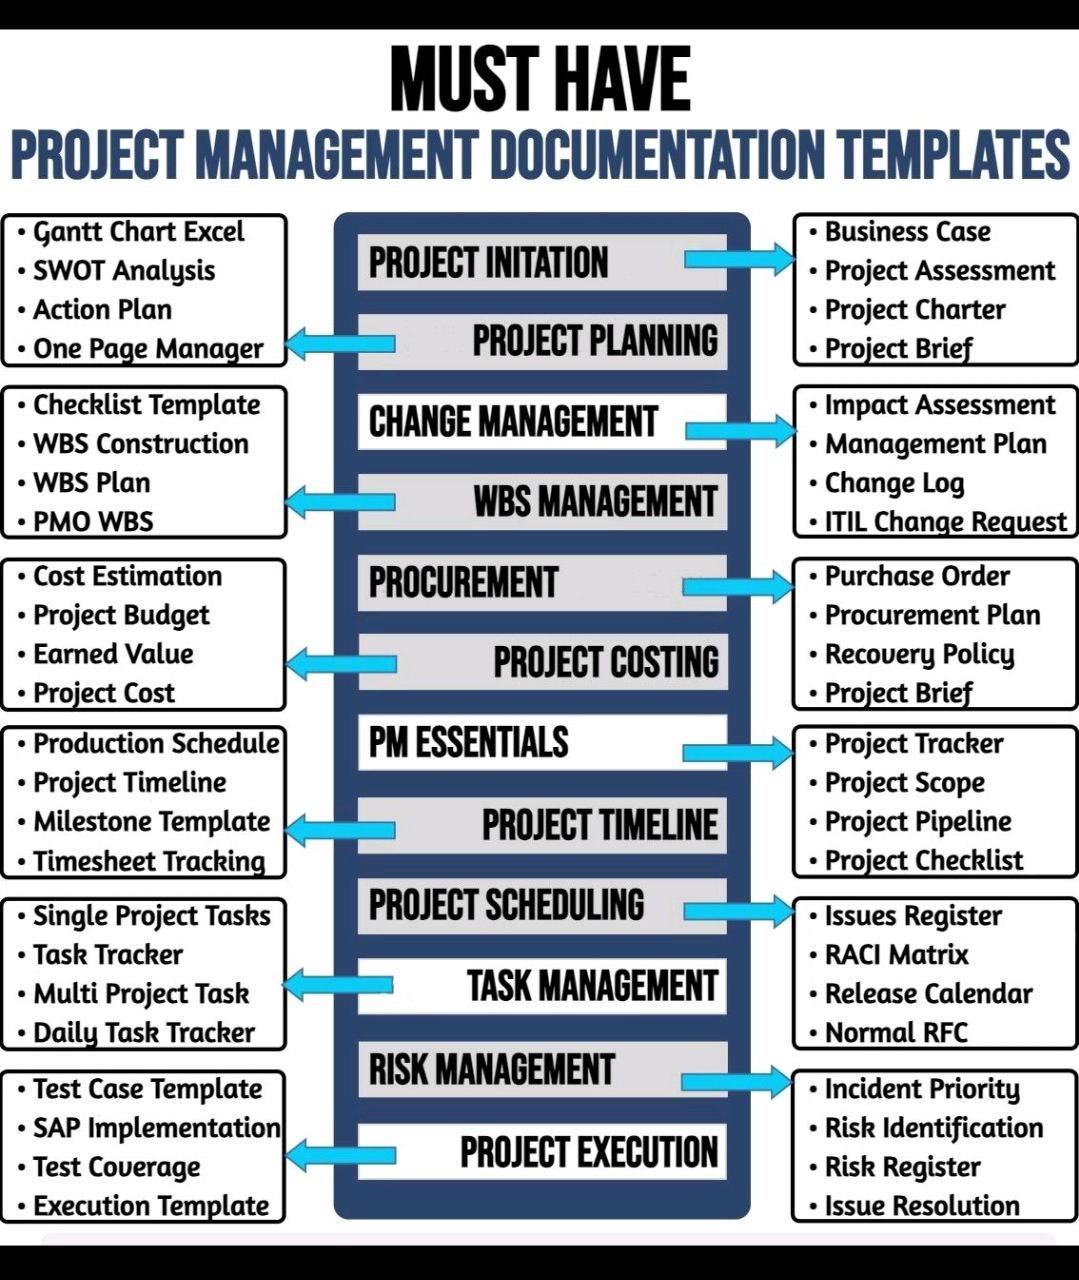 MUST HAVE
PROJECT MANAGEMENT DOCUMENTATION TEMPLATES
• Gantt Chart Excel
• SWOT Analysis
• Action Plan
• One Page Manager
• Checklist Template
• WBS Construction
• WBS Plan
• PMO WBS
• Cost Estimation
• Project Budget
• Earned Value
• Project Cost
• Production Schedule
• Project Timeline
• Milestone Template
• Timesheet Tracking
• Single Project Tasks
• Task Tracker
• Multi Project Task
• Daily Task Tracker
• Test Case Template
• SAP Implementation
• Test Coverage
• Execution Template
PROJECT INITATION
PROJECT PLANNING
CHANGE MANAGEMENT
WBS MANAGEMENT
PROCUREMENT
PROJECT COSTING
PM ESSENTIALS
PROJECT TIMELINE
PROJECT SCHEDULING
TASK MANAGEMENT
RISK MANAGEMENT
PROJECT EXECUTION
• Business Case
• Project Assessment
• Project Charter
• Project Brief
• Impact Assessment
• Management Plan
• Change Log
• ITIL Change Request
• Purchase Order
• Procurement Plan
• Recovery Policy
• Project Brief
• Project Tracker
• Project Scope
• Project Pipeline
• Project Checklist
• Issues Register
• RACI Matrix
• Release Calendar
• Normal RFC
• Incident Priority
• Risk Identification
• Risk Register
• Issue Resolution